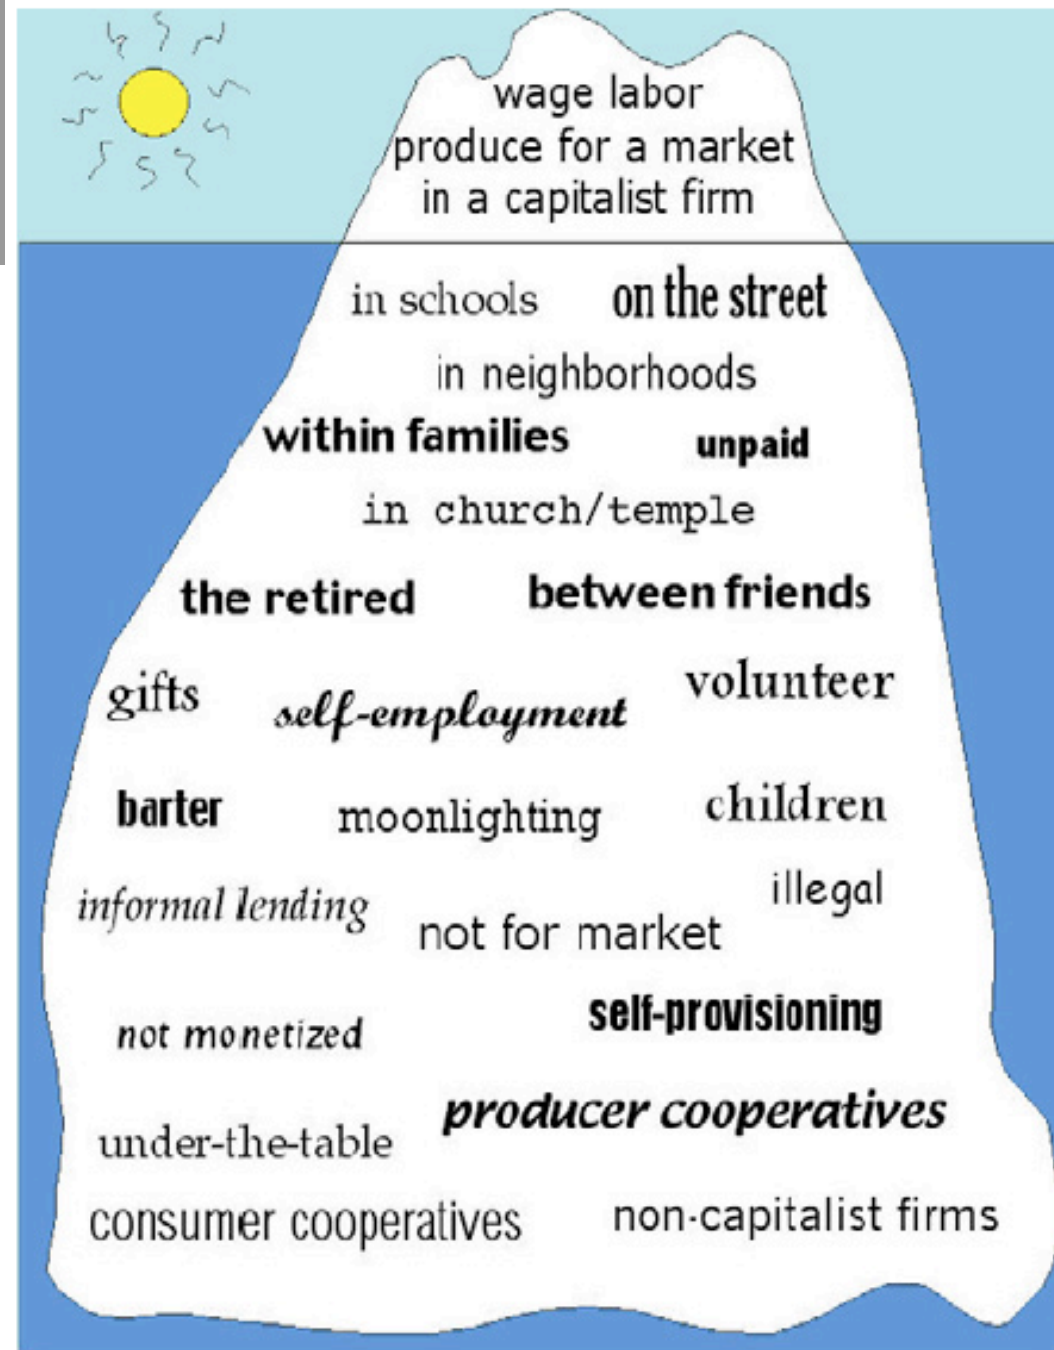 wage labor
produce for a market
in a capitalist firm
in schools on the street
in neighborhoods
within families unpaid
in church/temple
the retired between friends
gifts self-employment volunteer
barter moonlighting children
informal lending not for market illegal
not monetized self-provisioning
under-the-table producer cooperatives
consumer cooperatives non-capitalist firms